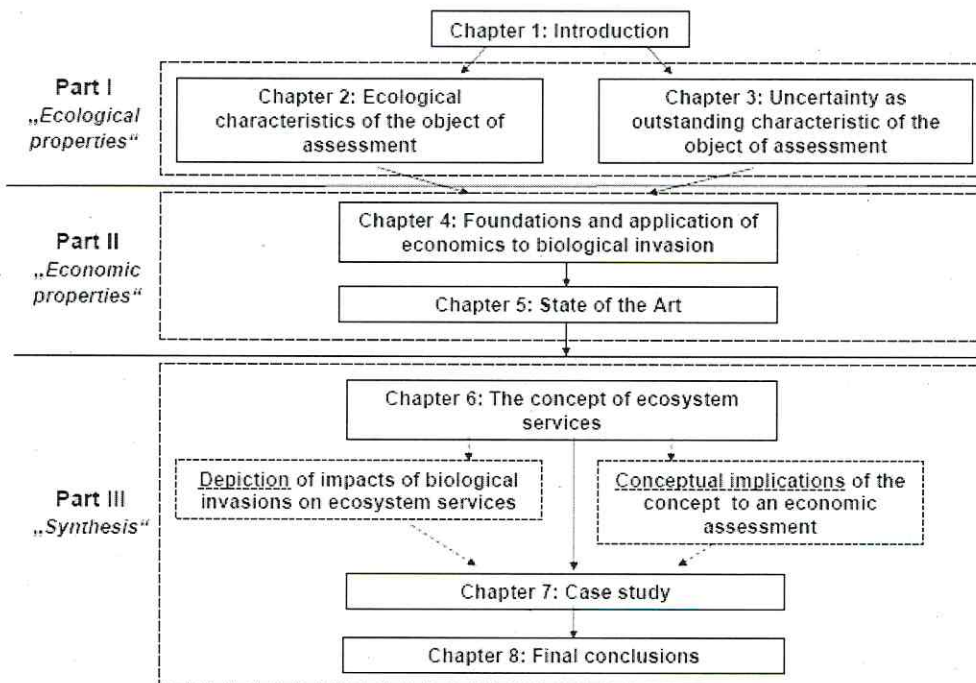 Chapter 1: Introduction
Part I
„Ecological
properties“
Chapter 2: Ecological
characteristics of the object of
assessment
Chapter 3: Uncertainty as
outstanding characteristic of the
object of assessment
Part II
„Economic
properties“
Chapter 4: Foundations and application of
economics to biological invasion
Chapter 5: State of the Art
Part III
„Synthesis“
Chapter 6: The concept of ecosystem
services
Depiction of impacts of biological
invasions on ecosystem services
Conceptual implications of the
concept to an economic
assessment
Chapter 7: Case study
Chapter 8: Final conclusions